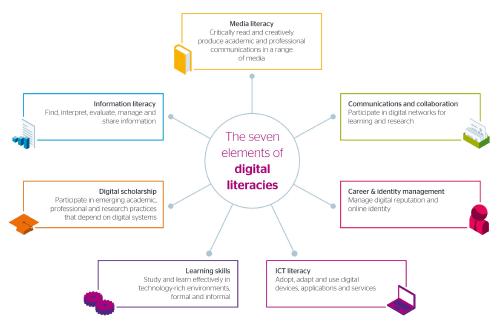 Media literacy
Critically read and creatively
produce academic and professional
communications in a range
of media
Information literacy
Find, interpret, evaluate, manage and
share information
Communications and collaboration
Participate in digital networks for
learning and research
The seven
elements of
digital
literacies
Digital scholarship
Participate in emerging academic,
professional and research practices
that depend on digital systems
Career & identity management
Manage digital reputation and
online identity
Learning skills
Study and learn effectively in
technology-rich environments,
formal and informal
ICT literacy
Adopt, adapt and use digital
devices, applications and services